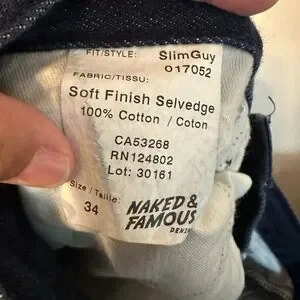 FIT/STYLE: SlimGuy
017052
FABRIC/TISSU:
Soft Finish Selvedge
100% Cotton / Coton
CA53268
RN124802
Lot: 30161
Size / Taille:
34
NAKED &
FAMOUS
DENIM